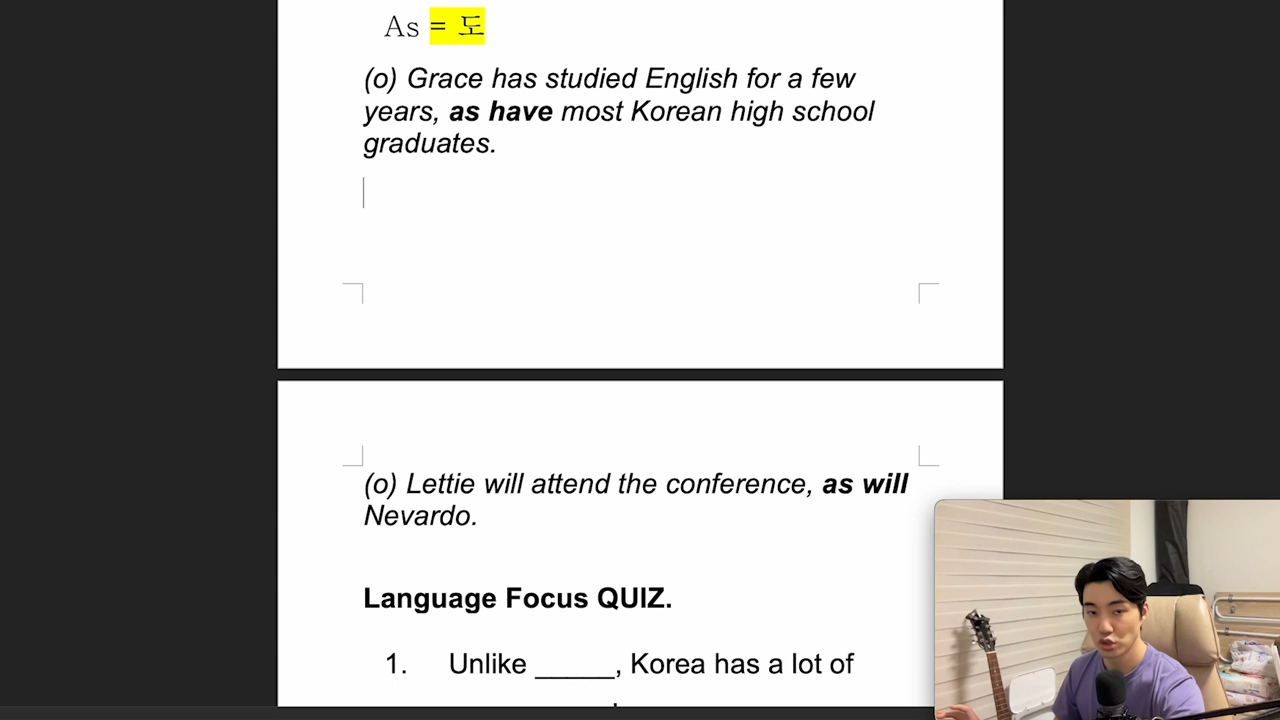 As = 도
(o) Grace has studied English for a few
years, as have most Korean high school
graduates.
(o) Lettie will attend the conference, as will
Nevardo.
Language Focus QUIZ.
1. Unlike _____, Korea has a lot of